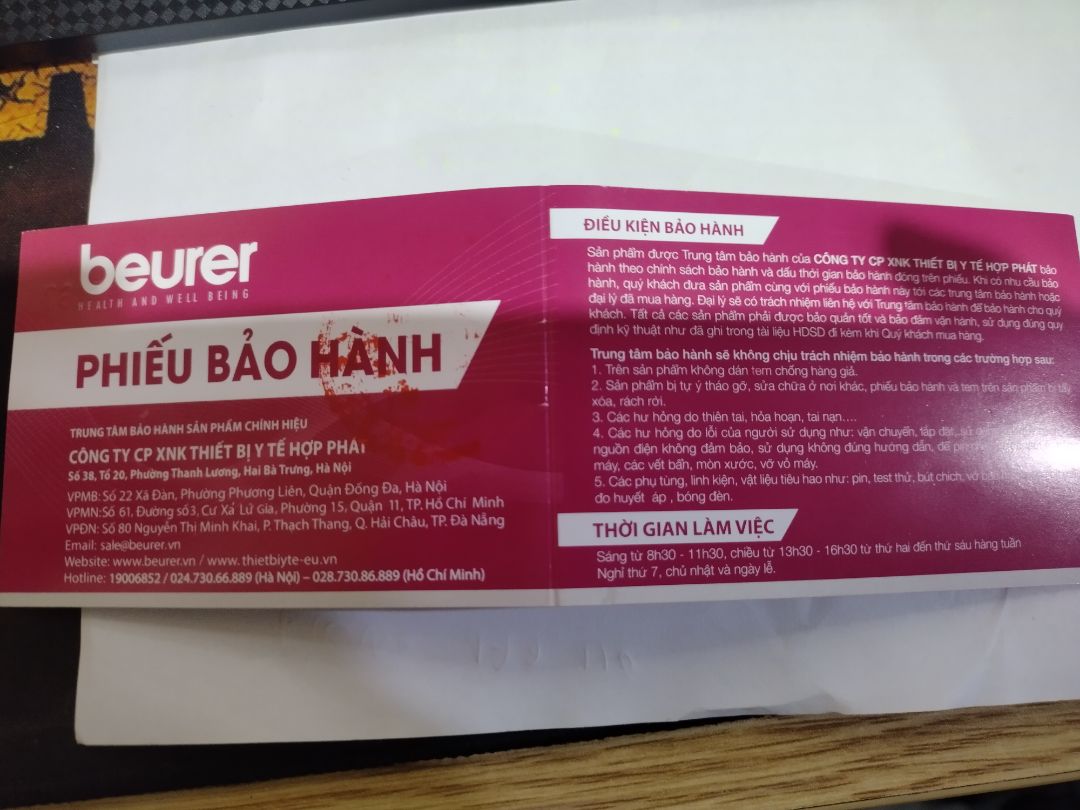 beurer
HEALTH AND WELL BEING
PHIẾU BẢO HÀNH
TRUNG TÂM BẢO HÀNH SẢN PHẨM CHÍNH HIỆU
CÔNG TY CP XNK THIẾT BỊ Y TẾ HỢP PHÁT
Số 38, Tổ 20, Phường Thanh Lương, Hai Bà Trưng, Hà Nội
VPMB: Số 22 Xã Đàn, Phường Phương Liên, Quận Đống Đa, Hà Nội
VPMN: Số 61, Đường số 3, Cư Xá Lữ Gia, Phường 15, Quận 11, TP. Hồ Chí Minh
VPĐN: Số 80 Nguyễn Thị Minh Khai, P. Thạch Thang, Q. Hải Châu, TP. Đà Nẵng
Email: sale@beurer.vn
Website: www.beurer.vn / www.thietbiyte-eu.vn
Hotline: 19006852 / 024.730.66.889 (Hà Nội) – 028.730.86.889 (Hồ Chí Minh)
ĐIỀU KIỆN BẢO HÀNH
Sản phẩm được Trung tâm bảo hành của CÔNG TY CP XNK THIẾT BỊ Y TẾ HỢP PHÁT bảo
hành theo chính sách bảo hành và dấu thời gian bảo hành đóng trên phiếu. Khi có nhu cầu bảo
hành, quý khách đưa sản phẩm cùng với phiếu bảo hành này tới các trung tâm bảo hành hoặc
đại lý đã mua hàng. Đại lý sẽ có trách nhiệm liên hệ với Trung tâm bảo hành để bảo hành cho quý
khách. Tất cả các sản phẩm phải được bảo quản tốt và bảo đảm vận hành, sử dụng đúng quy
định kỹ thuật như đã ghi trong tài liệu HDSD đi kèm khi Quý khách mua hàng.
Trung tâm bảo hành sẽ không chịu trách nhiệm bảo hành trong các trường hợp sau:
1. Trên sản phẩm không dán tem chống hàng giả.
2. Sản phẩm bị tự ý tháo gỡ, sửa chữa ở nơi khác, phiếu bảo hành và tem trên sản phẩm bị tẩy
xóa, rách rời.
3. Các hư hỏng do thiên tai, hỏa hoạn, tai nạn....
4. Các hư hỏng do lỗi của người sử dụng như: vận chuyển, lắp đặt, sử
nguồn điện không đảm bảo, sử dụng không đúng hướng dẫn, để pin
máy, các vết bẩn, mòn xước, vỡ vỏ máy.
5. Các phụ tùng, linh kiện, vật liệu tiêu hao như: pin, test thử, bút chích, vỏ
do huyết áp , bóng đèn.
THỜI GIAN LÀM VIỆC
Sáng từ 8h30 - 11h30, chiều từ 13h30 - 16h30 từ thứ hai đến thứ sáu hàng tuần
Nghỉ thứ 7, chủ nhật và ngày lễ.